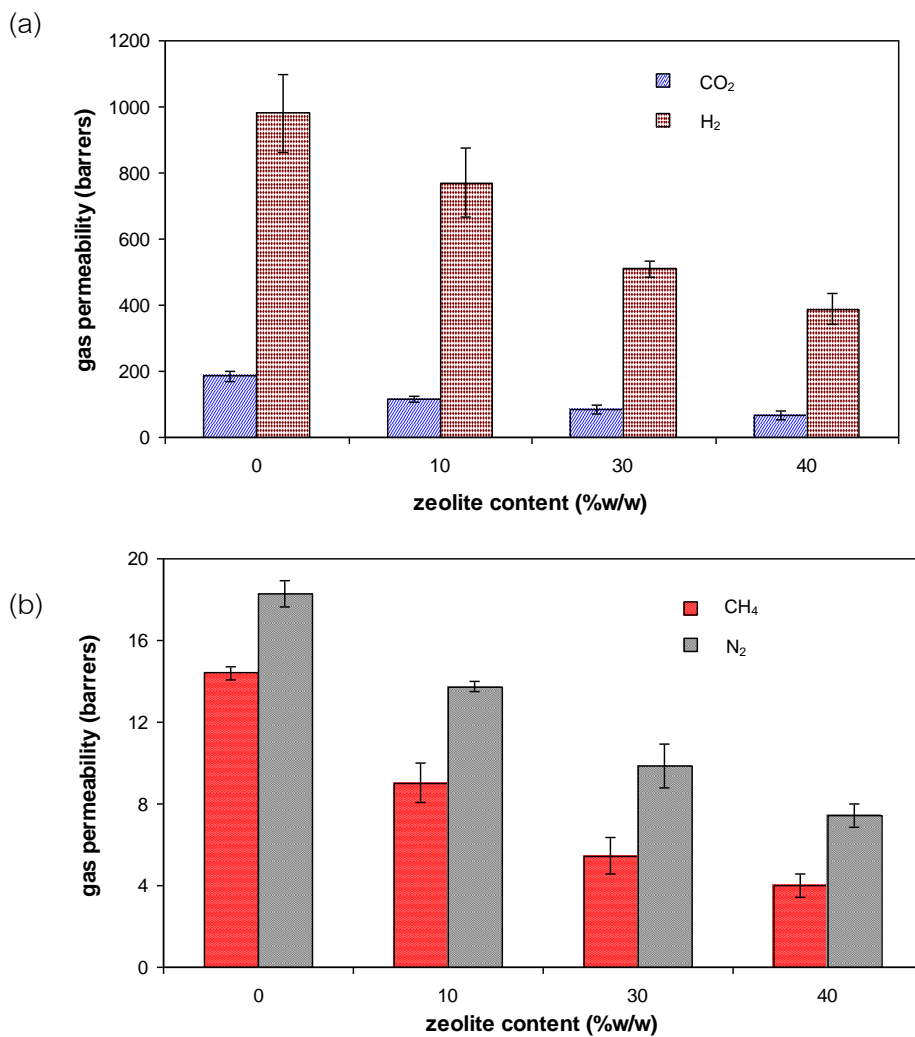 (a)
1200
1000
800
600
400
200
0
gas permeability (barrers)
CO₂
H₂
0 10 30 40
zeolite content (%w/w)
(b)
20
16
12
8
4
0
gas permeability (barrers)
CH₄
N₂
0 10 30 40
zeolite content (%w/w)